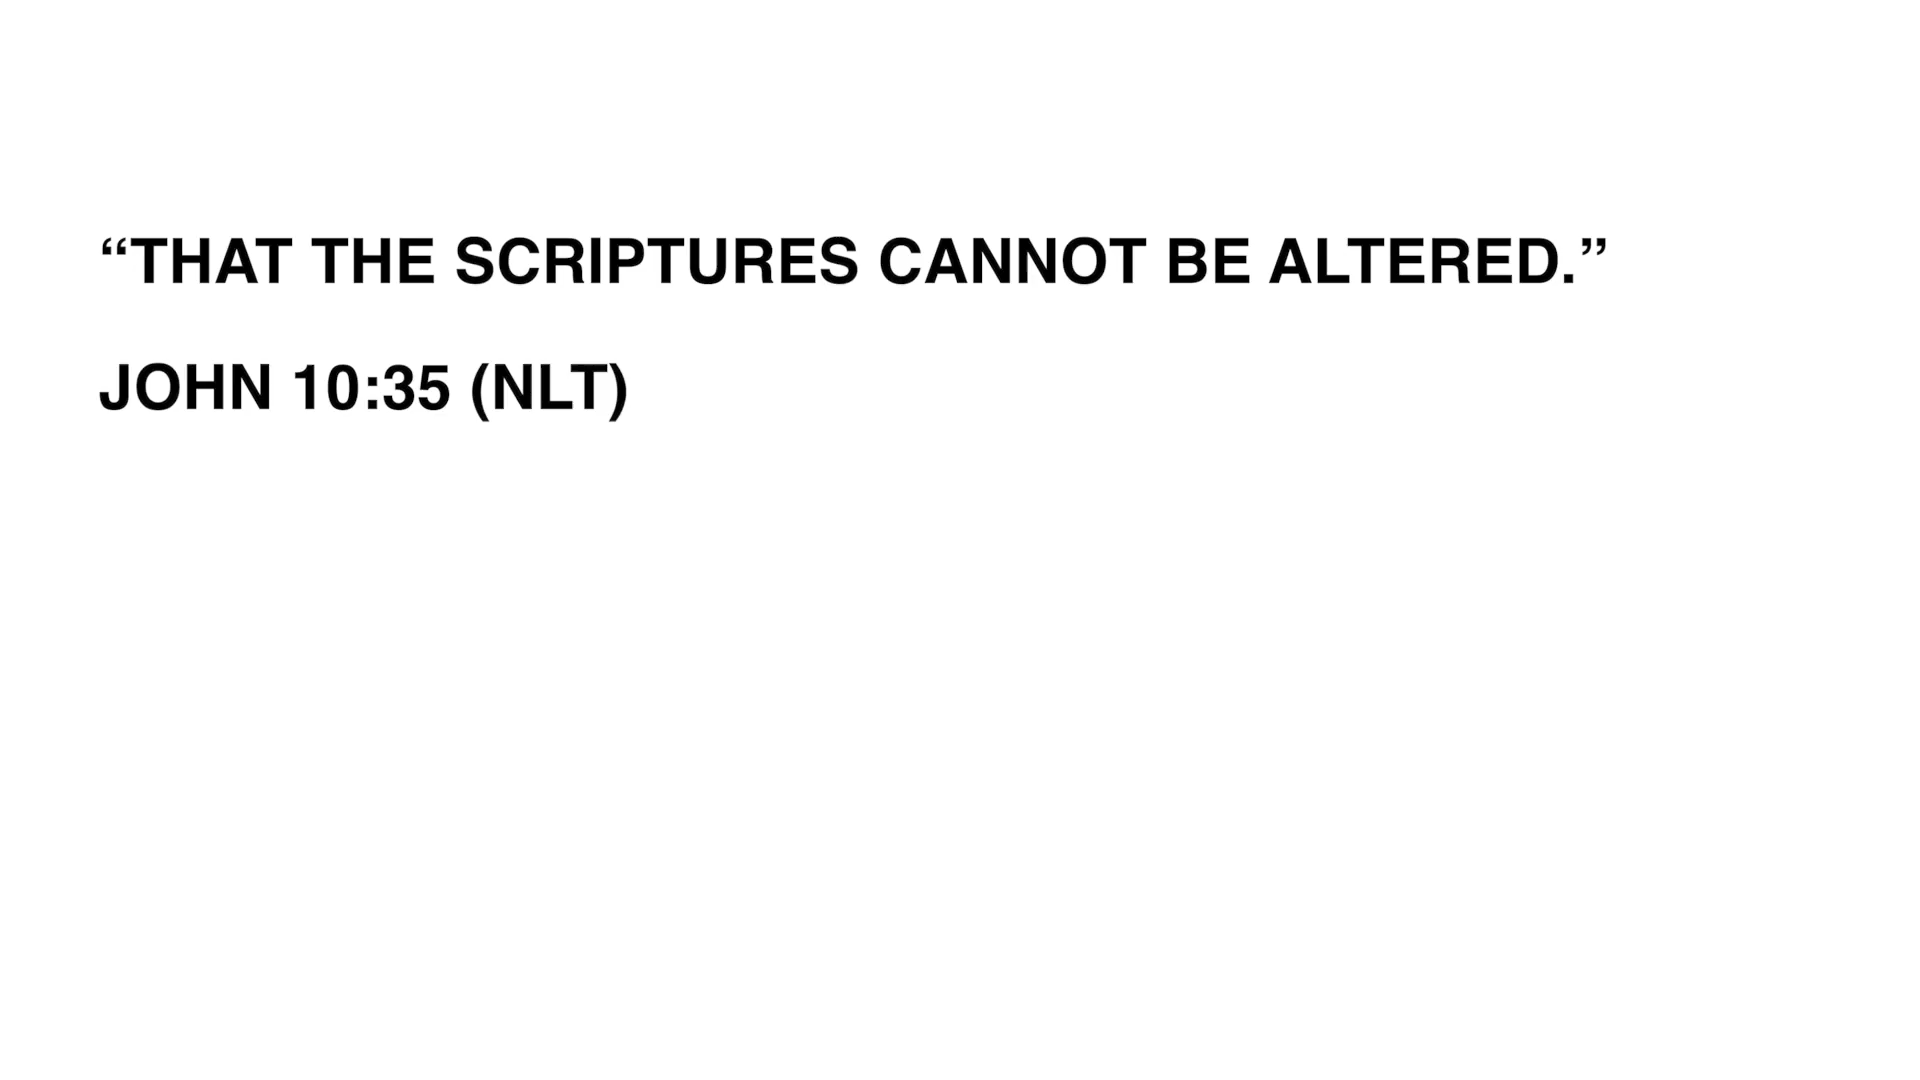 “THAT THE SCRIPTURES CANNOT BE ALTERED.”
JOHN 10:35 (NLT)